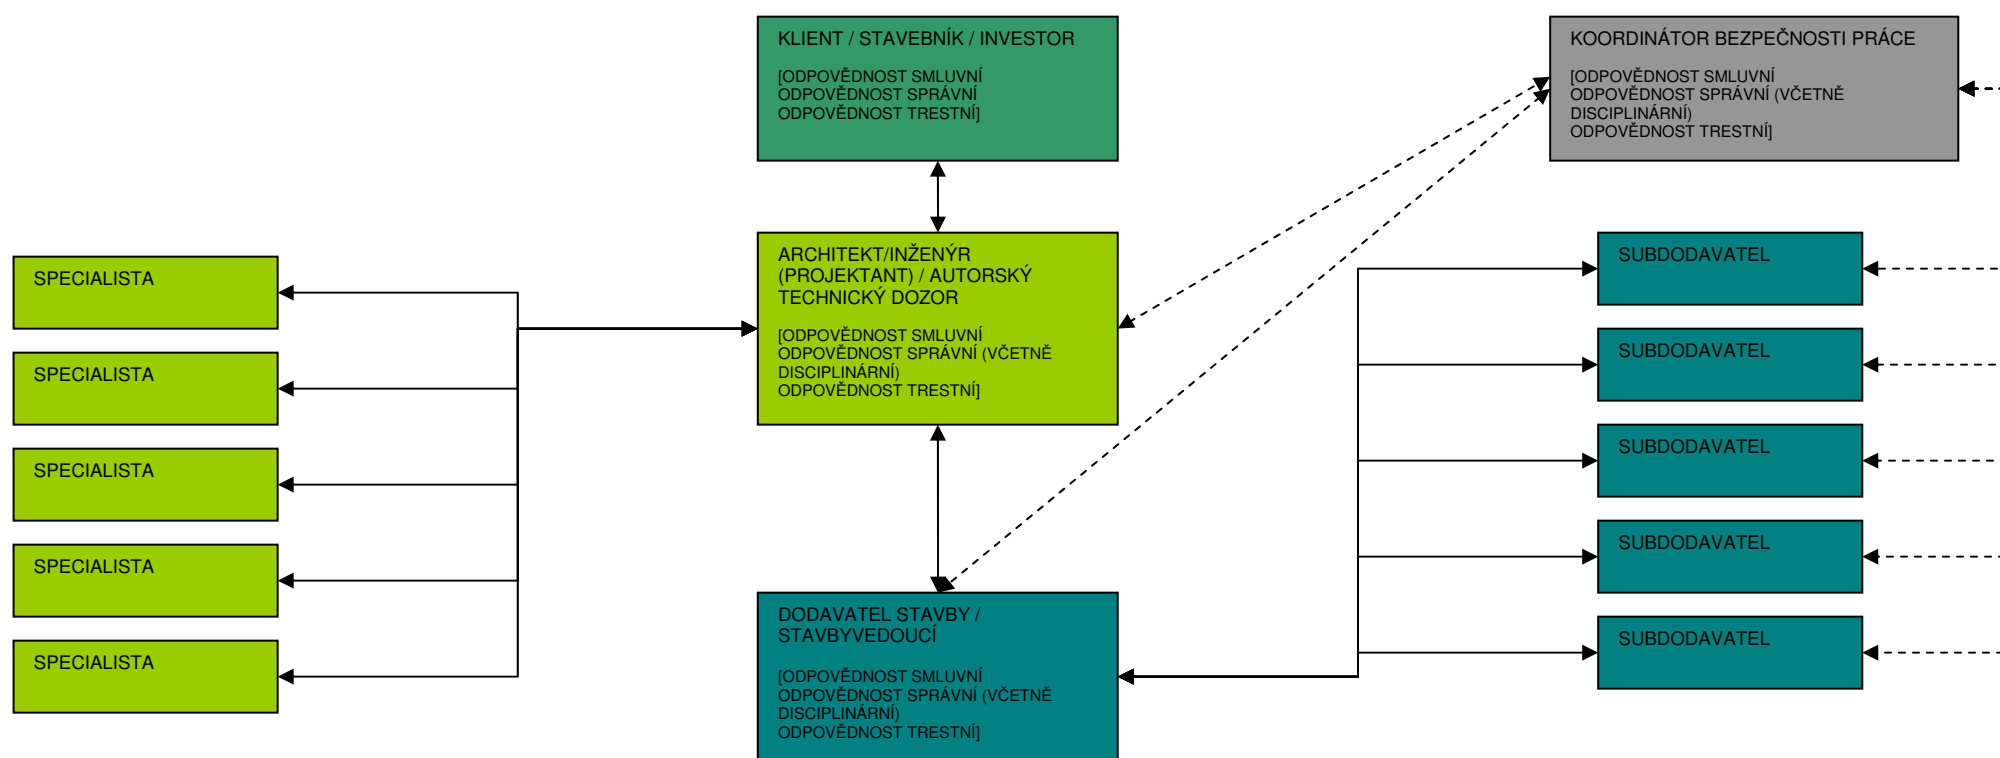 KLIENT / STAVEBNÍK / INVESTOR
[ODPOVĚDNOST SMLUVNÍ
ODPOVĚDNOST SPRÁVNÍ
ODPOVĚDNOST TRESTNÍ]
KOORDINÁTOR BEZPEČNOSTI PRÁCE
[ODPOVĚDNOST SMLUVNÍ
ODPOVĚDNOST SPRÁVNÍ (VČETNĚ
DISCIPLINÁRNÍ)
ODPOVĚDNOST TRESTNÍ]
SPECIALISTA
SPECIALISTA
SPECIALISTA
SPECIALISTA
SPECIALISTA
ARCHITEKT/INŽENÝR
(PROJEKTANT) / AUTORSKÝ
TECHNICKÝ DOZOR
[ODPOVĚDNOST SMLUVNÍ
ODPOVĚDNOST SPRÁVNÍ (VČETNĚ
DISCIPLINÁRNÍ)
ODPOVĚDNOST TRESTNÍ]
SUBDODAVATEL
SUBDODAVATEL
SUBDODAVATEL
SUBDODAVATEL
SUBDODAVATEL
DODAVATEL STAVBY /
STAVBYVEDOUCÍ
[ODPOVĚDNOST SMLUVNÍ
ODPOVĚDNOST SPRÁVNÍ (VČETNĚ
DISCIPLINÁRNÍ)
ODPOVĚDNOST TRESTNÍ]